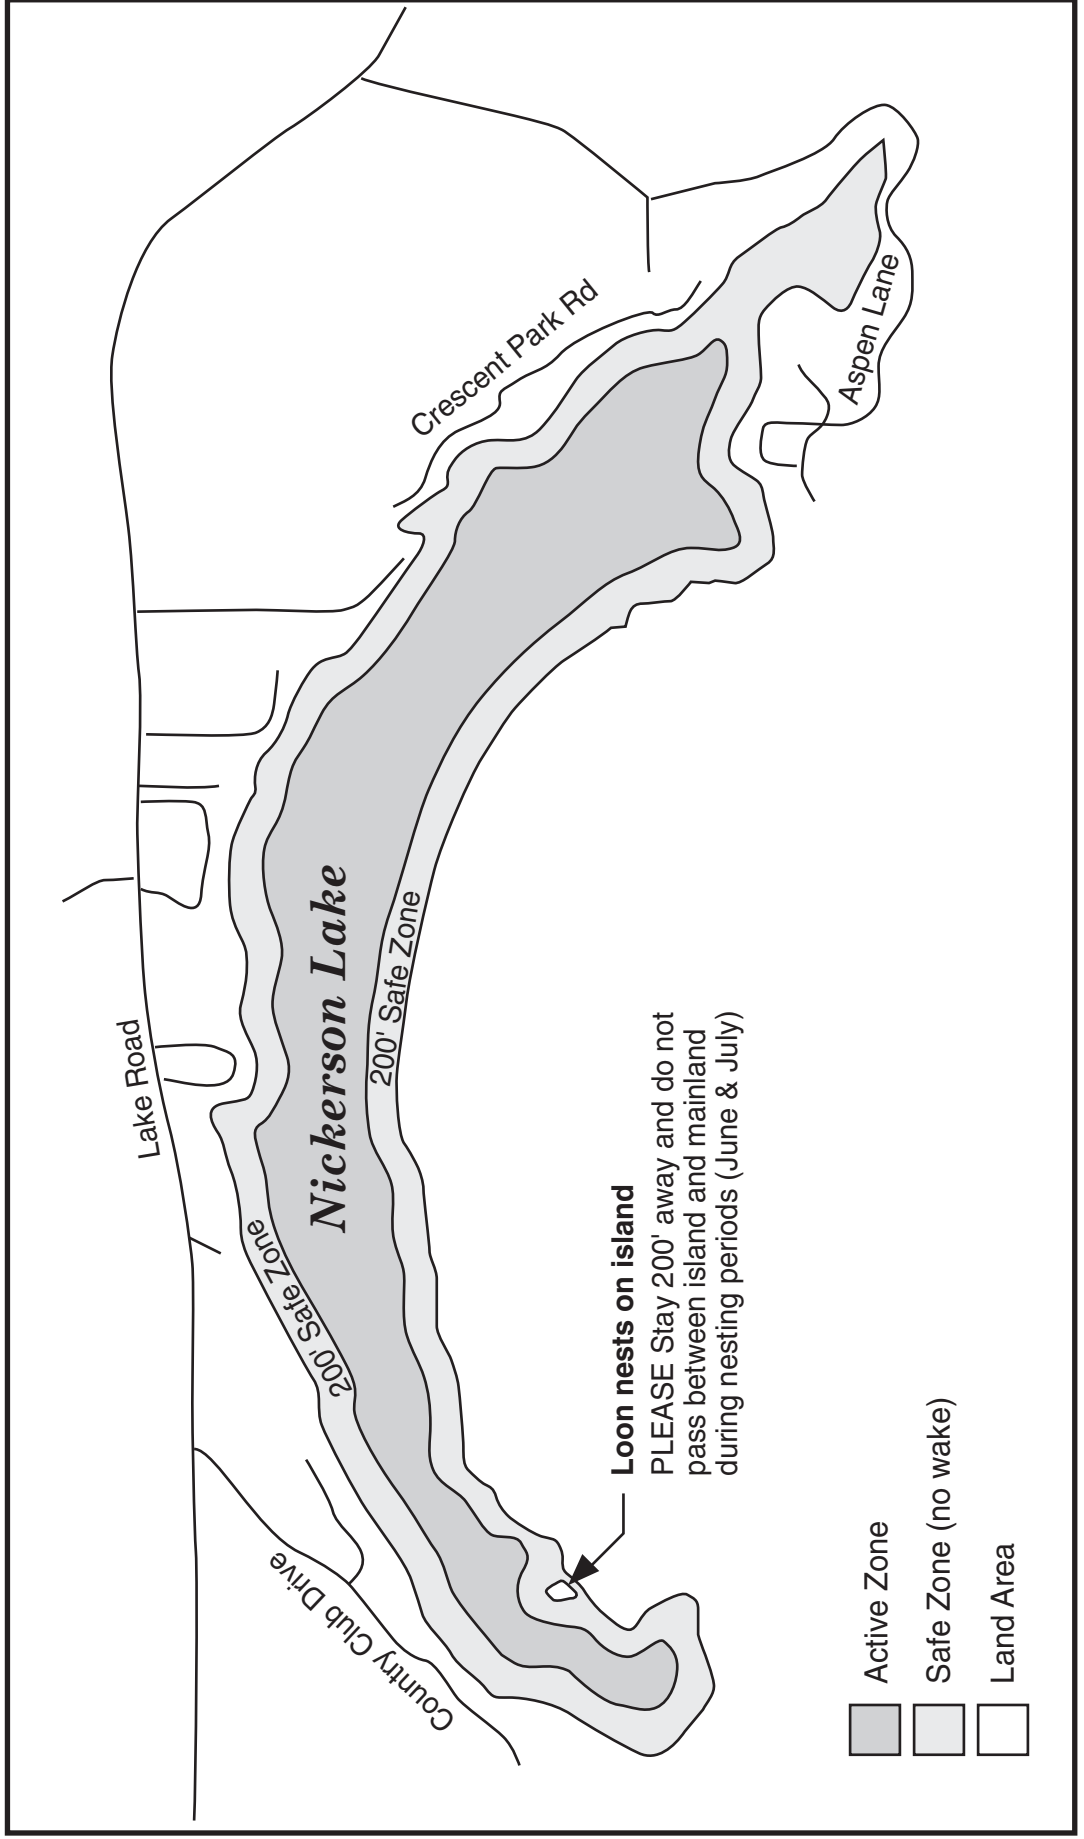 Lake Road
Crescent Park Rd
Aspen Lane
Nickerson Lake
200' Safe Zone
200' Safe Zone
Country Club Drive
Loon nests on island
PLEASE Stay 200' away and do not
pass between island and mainland
during nesting periods (June & July)
Active Zone
Safe Zone (no wake)
Land Area